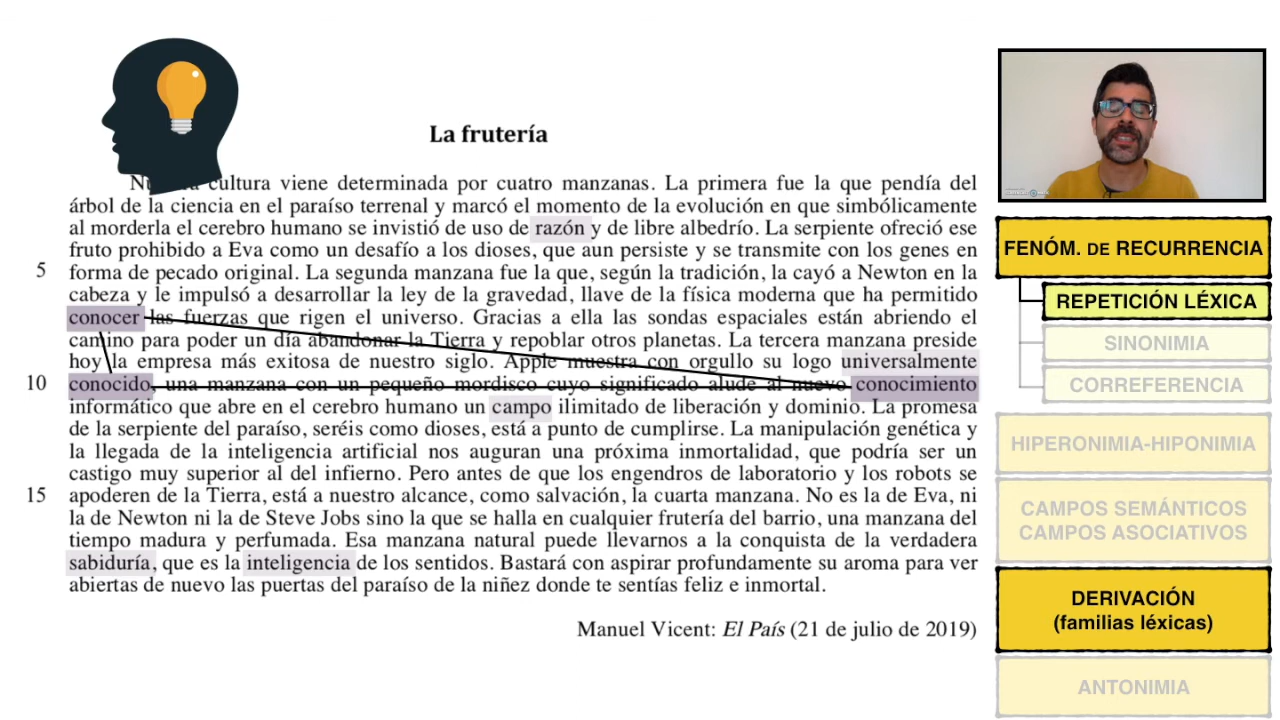 La frutería
cultura viene determinada por cuatro manzanas. La primera fue la que pendía del
árbol de la ciencia en el paraíso terrenal y marcó el momento de la evolución en que simbólicamente
al morderla el cerebro humano se invistió de uso de razón y de libre albedrío. La serpiente ofreció ese
fruto prohibido a Eva como un desafío a los dioses, que aun persiste y se transmite con los genes en
5 forma de pecado original. La segunda manzana fue la que, según la tradición, la cayó a Newton en la
cabeza y le impulsó a desarrollar la ley de la gravedad, llave de la física moderna que ha permitido
conocer las fuerzas que rigen el universo. Gracias a ella las sondas espaciales están abriendo el
camino para poder un día abandonar la Tierra y repoblar otros planetas. La tercera manzana preside
hoy la empresa más exitosa de nuestro siglo. Apple muestra con orgullo su logo universalmente
10 conocido, una manzana con un pequeño mordisco cuyo significado alude al nuevo conocimiento
informático que abre en el cerebro humano un campo ilimitado de liberación y dominio. La promesa
de la serpiente del paraíso, seréis como dioses, está a punto de cumplirse. La manipulación genética y
la llegada de la inteligencia artificial nos auguran una próxima inmortalidad, que podría ser un
castigo muy superior al del infierno. Pero antes de que los engendros de laboratorio y los robots se
15 apoderen de la Tierra, está a nuestro alcance, como salvación, la cuarta manzana. No es la de Eva, ni
la de Newton ni la de Steve Jobs sino la que se halla en cualquier frutería del barrio, una manzana del
tiempo madura y perfumada. Esa manzana natural puede llevarnos a la conquista de la verdadera
sabiduría, que es la inteligencia de los sentidos. Bastará con aspirar profundamente su aroma para ver
abiertas de nuevo las puertas del paraíso de la niñez donde te sentías feliz e inmortal.
Manuel Vicent: El País (21 de julio de 2019)
FENÓM. DE RECURRENCIA
REPETICIÓN LÉXICA
SINONIMIA
CORREFERENCIA
HIPERONIMIA-HIPONIMIA
CAMPOS SEMÁNTICOS
CAMPOS ASOCIATIVOS
DERIVACIÓN
(familias léxicas)
ANTONIMIA